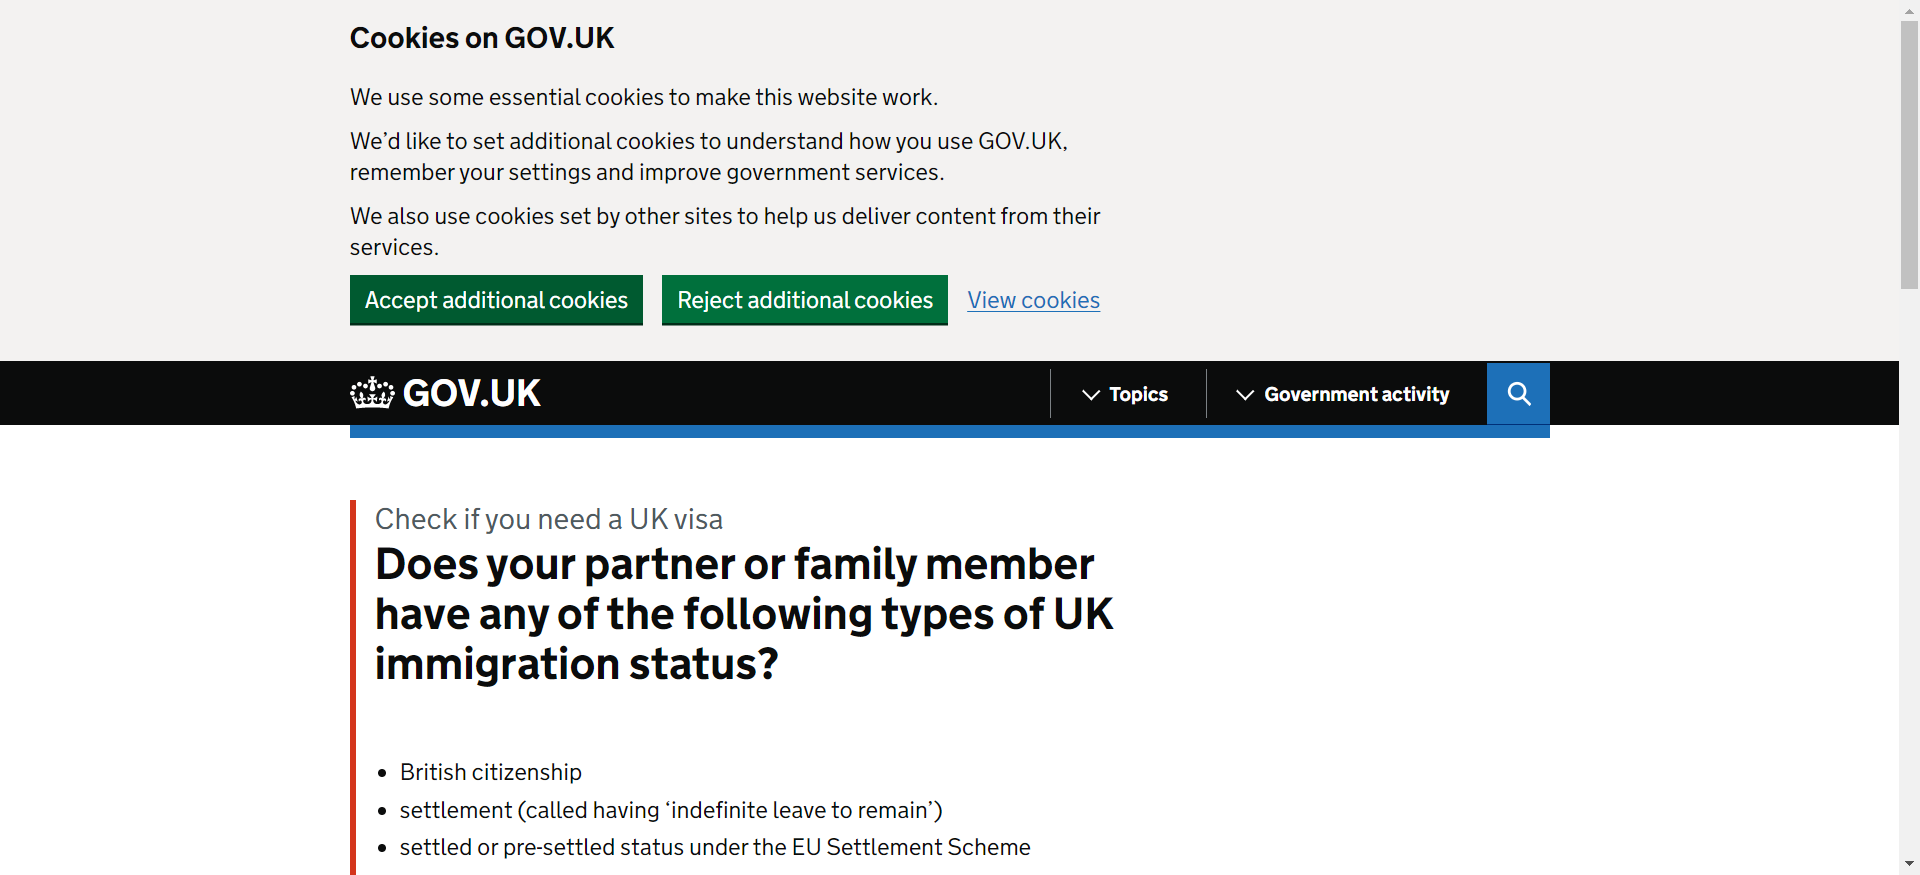 Cookies on GOV.UK
We use some essential cookies to make this website work.
We’d like to set additional cookies to understand how you use GOV.UK,
remember your settings and improve government services.
We also use cookies set by other sites to help us deliver content from their
services.
Accept additional cookies Reject additional cookies View cookies
GOV.UK Topics Government activity
Check if you need a UK visa
Does your partner or family member
have any of the following types of UK
immigration status?
• British citizenship
• settlement (called having ‘indefinite leave to remain’)
• settled or pre-settled status under the EU Settlement Scheme